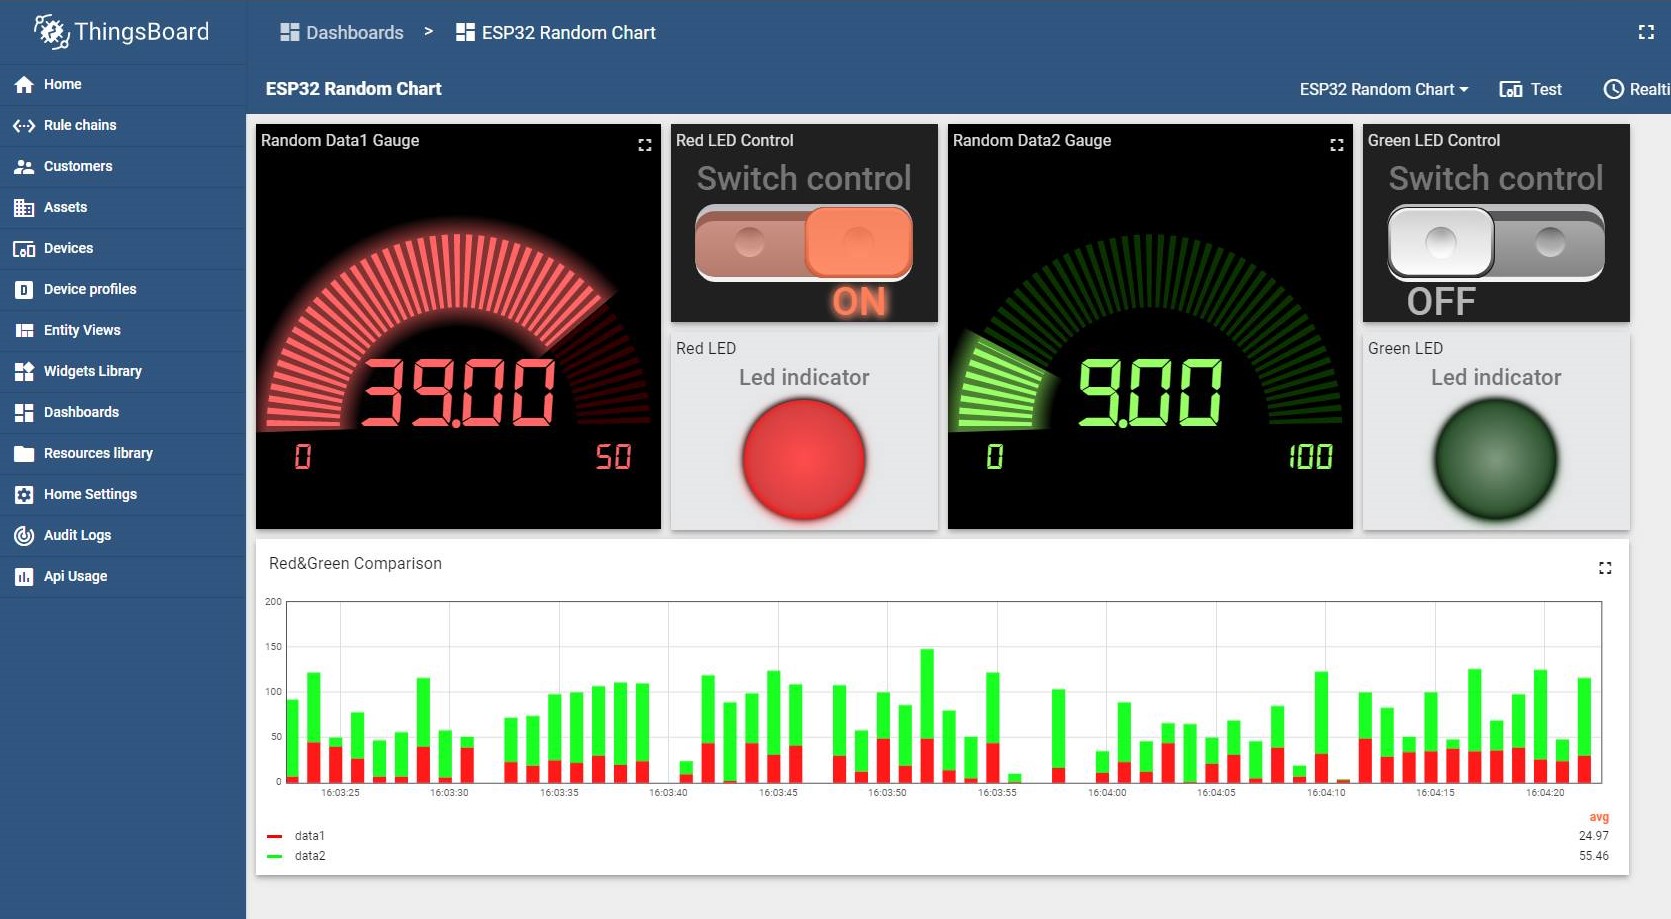 ThingsBoard
Dashboards > ESP32 Random Chart
ESP32 Random Chart
ESP32 Random Chart
Test
Realti
Home
Rule chains
Customers
Assets
Devices
Device profiles
Entity Views
Widgets Library
Dashboards
Resources library
Home Settings
Audit Logs
Api Usage
Random Data1 Gauge
39.00
0
50
Red LED Control
Switch control
ON
Red LED
Led indicator
Random Data2 Gauge
9.00
0
100
Green LED Control
Switch control
OFF
Green LED
Led indicator
Red&Green Comparison
200
150
100
50
0
16:03:25 16:03:30 16:03:35 16:03:40 16:03:45 16:03:50 16:03:55 16:04:00 16:04:05 16:04:10 16:04:15 16:04:20
avg
data1 24.97
data2 55.46